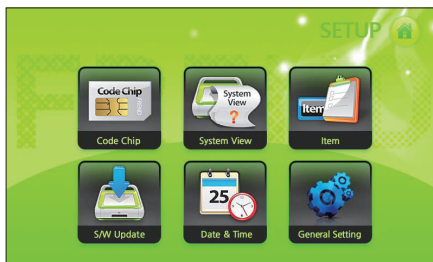 SETUP
Code Chip
Code Chip
System
View
?
System View
Item
Item
S/W Update
25
Date & Time
General Setting